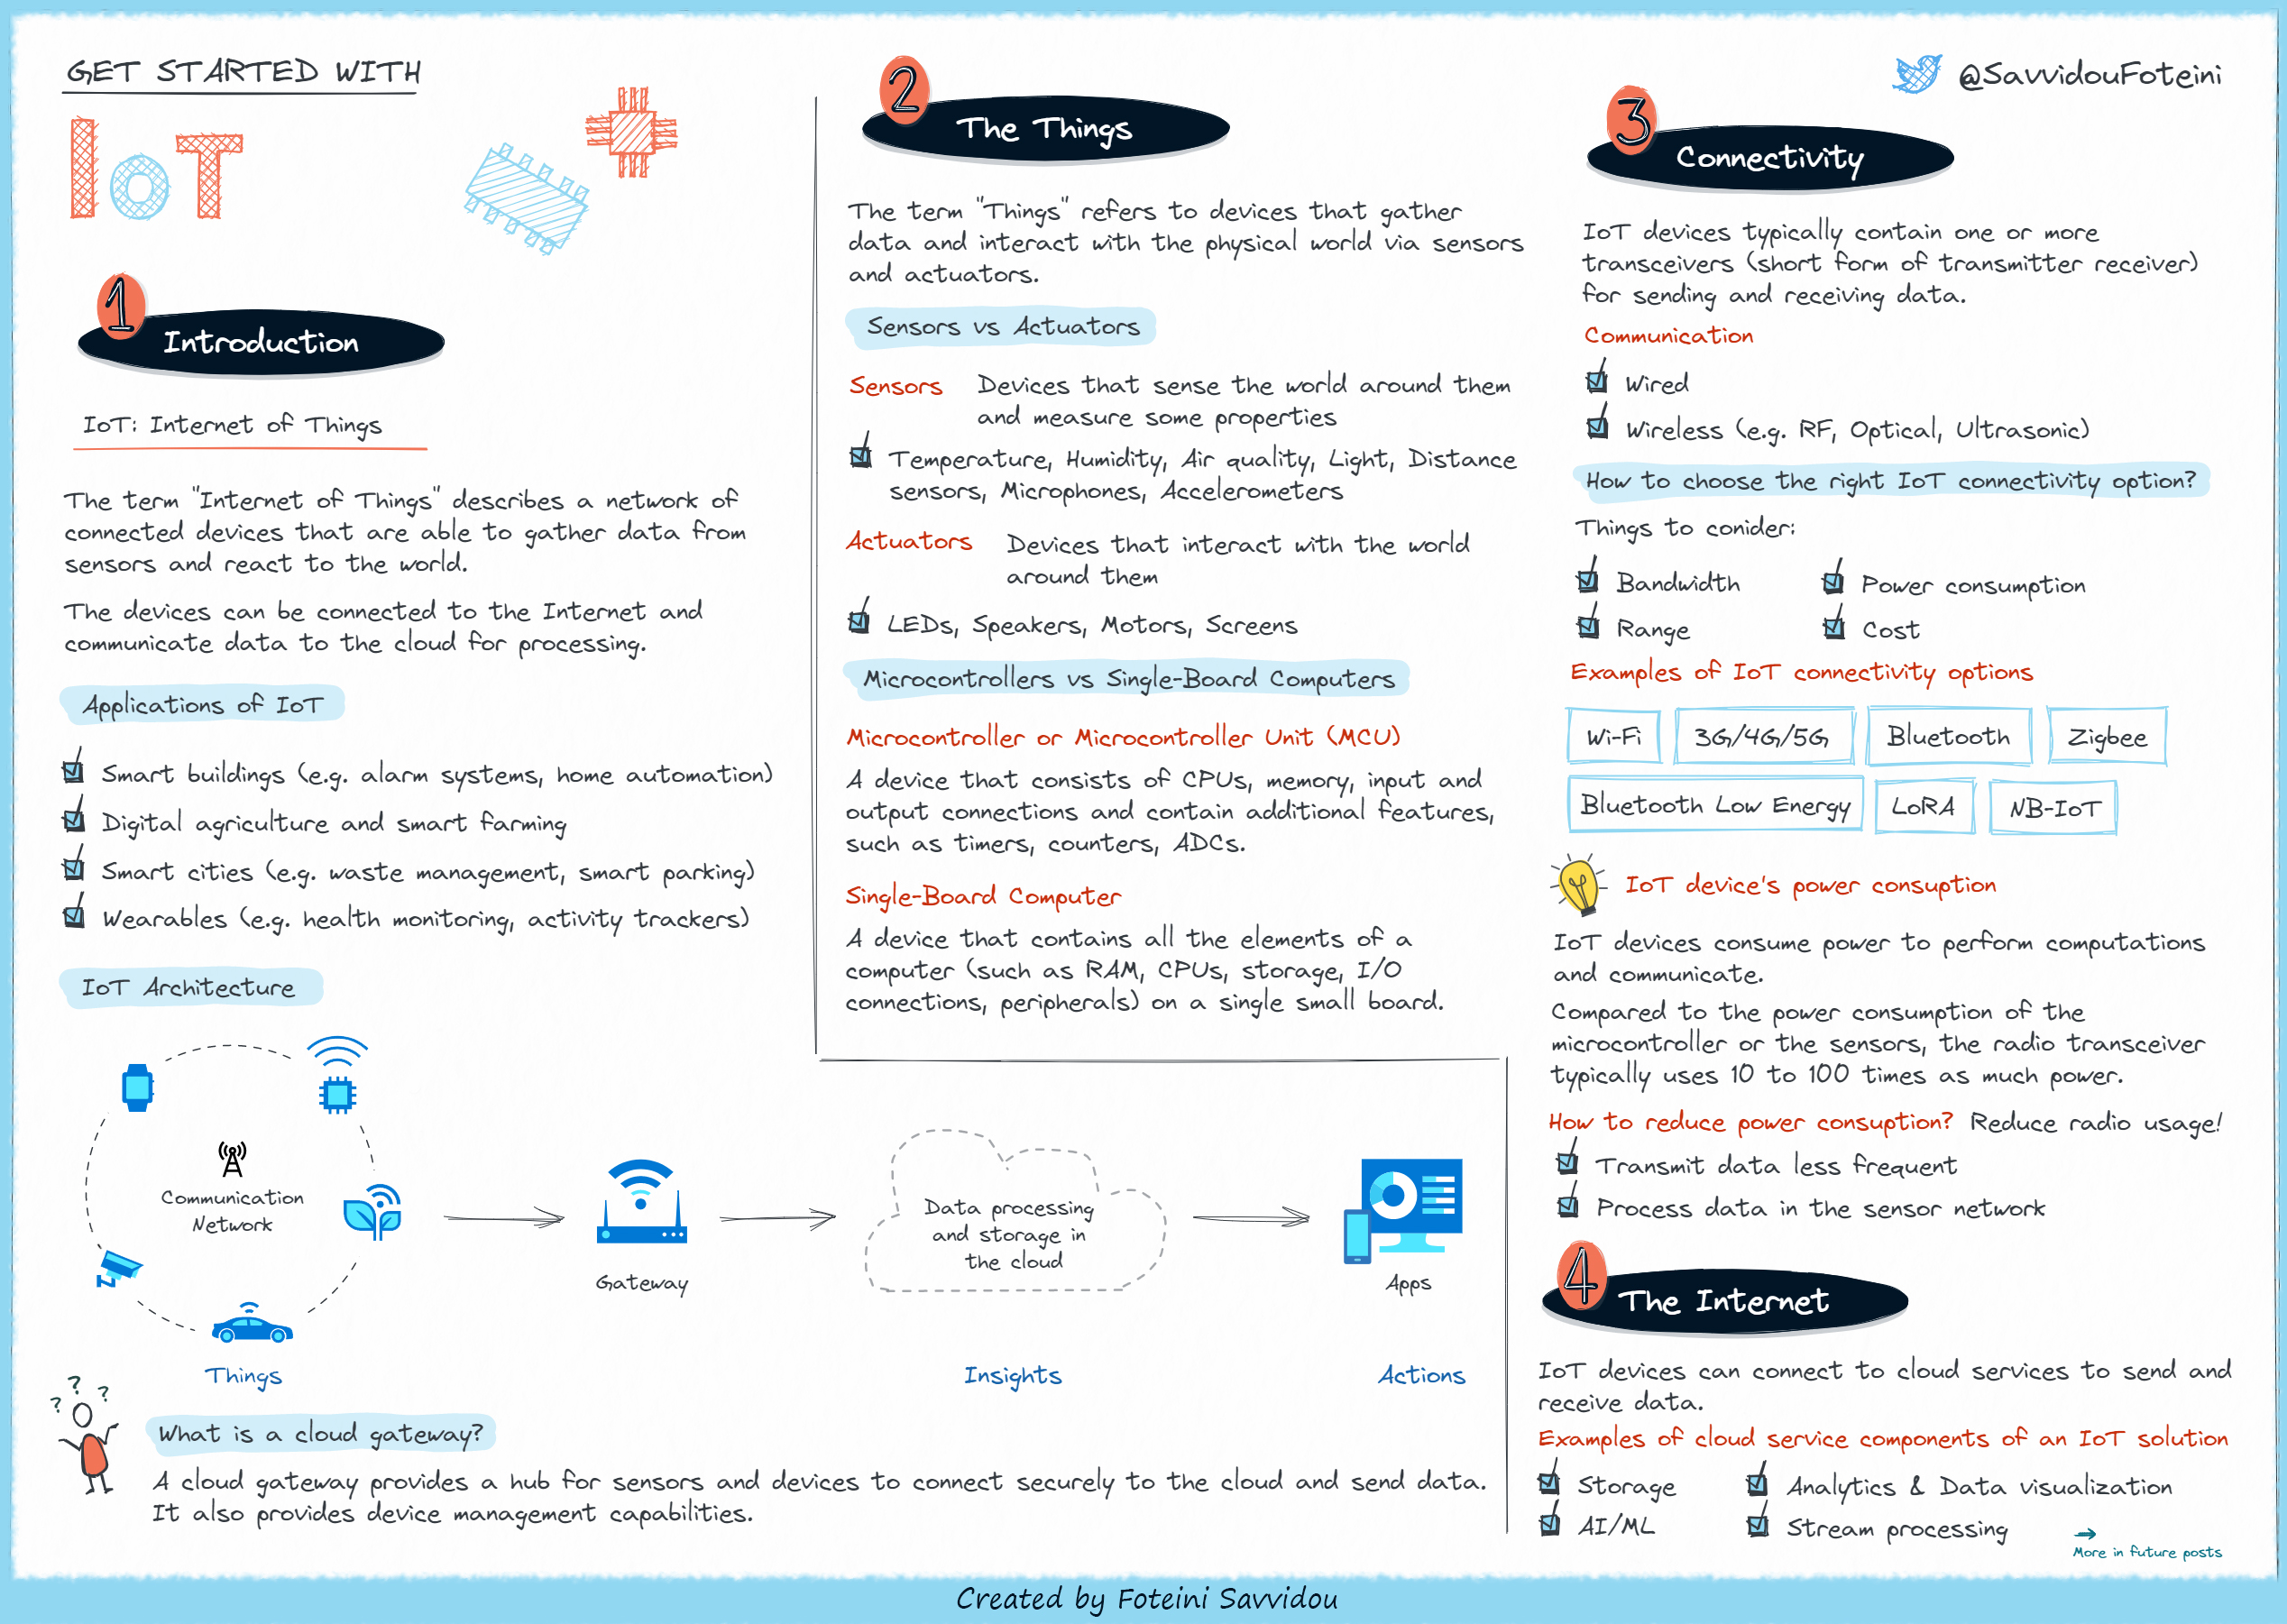 GET STARTED WITH
IoT
1
Introduction
IoT: Internet of Things
The term "Internet of Things" describes a network of
connected devices that are able to gather data from
sensors and react to the world.
The devices can be connected to the Internet and
communicate data to the cloud for processing.
Applications of IoT
Smart buildings (e.g. alarm systems, home automation)
Digital agriculture and smart farming
Smart cities (e.g. waste management, smart parking)
Wearables (e.g. health monitoring, activity trackers)
IoT Architecture
Communication
Network
Things
Gateway
Data processing
and storage in
the cloud
Insights
Apps
Actions
? ? ?
What is a cloud gateway?
A cloud gateway provides a hub for sensors and devices to connect securely to the cloud and send data.
It also provides device management capabilities.
2
The Things
The term "Things" refers to devices that gather
data and interact with the physical world via sensors
and actuators.
Sensors vs Actuators
Sensors Devices that sense the world around them
and measure some properties
Temperature, Humidity, Air quality, Light, Distance
sensors, Microphones, Accelerometers
Actuators Devices that interact with the world
around them
LEDs, Speakers, Motors, Screens
Microcontrollers vs Single-Board Computers
Microcontroller or Microcontroller Unit (MCU)
A device that consists of CPUs, memory, input and
output connections and contain additional features,
such as timers, counters, ADCs.
Single-Board Computer
A device that contains all the elements of a
computer (such as RAM, CPUs, storage, I/O
connections, peripherals) on a single small board.
@SavvidouFoteini
3
Connectivity
IoT devices typically contain one or more
transceivers (short form of transmitter receiver)
for sending and receiving data.
Communication
Wired
Wireless (e.g. RF, Optical, Ultrasonic)
How to choose the right IoT connectivity option?
Things to conider:
Bandwidth Power consumption
Range Cost
Examples of IoT connectivity options
Wi-Fi 3G/4G/5G Bluetooth Zigbee
Bluetooth Low Energy LoRA NB-IoT
IoT device's power consuption
IoT devices consume power to perform computations
and communicate.
Compared to the power consumption of the
microcontroller or the sensors, the radio transceiver
typically uses 10 to 100 times as much power.
How to reduce power consuption? Reduce radio usage!
Transmit data less frequent
Process data in the sensor network
4
The Internet
IoT devices can connect to cloud services to send and
receive data.
Examples of cloud service components of an IoT solution
Storage Analytics & Data visualization
AI/ML Stream processing
More in future posts
Created by Foteini Savvidou